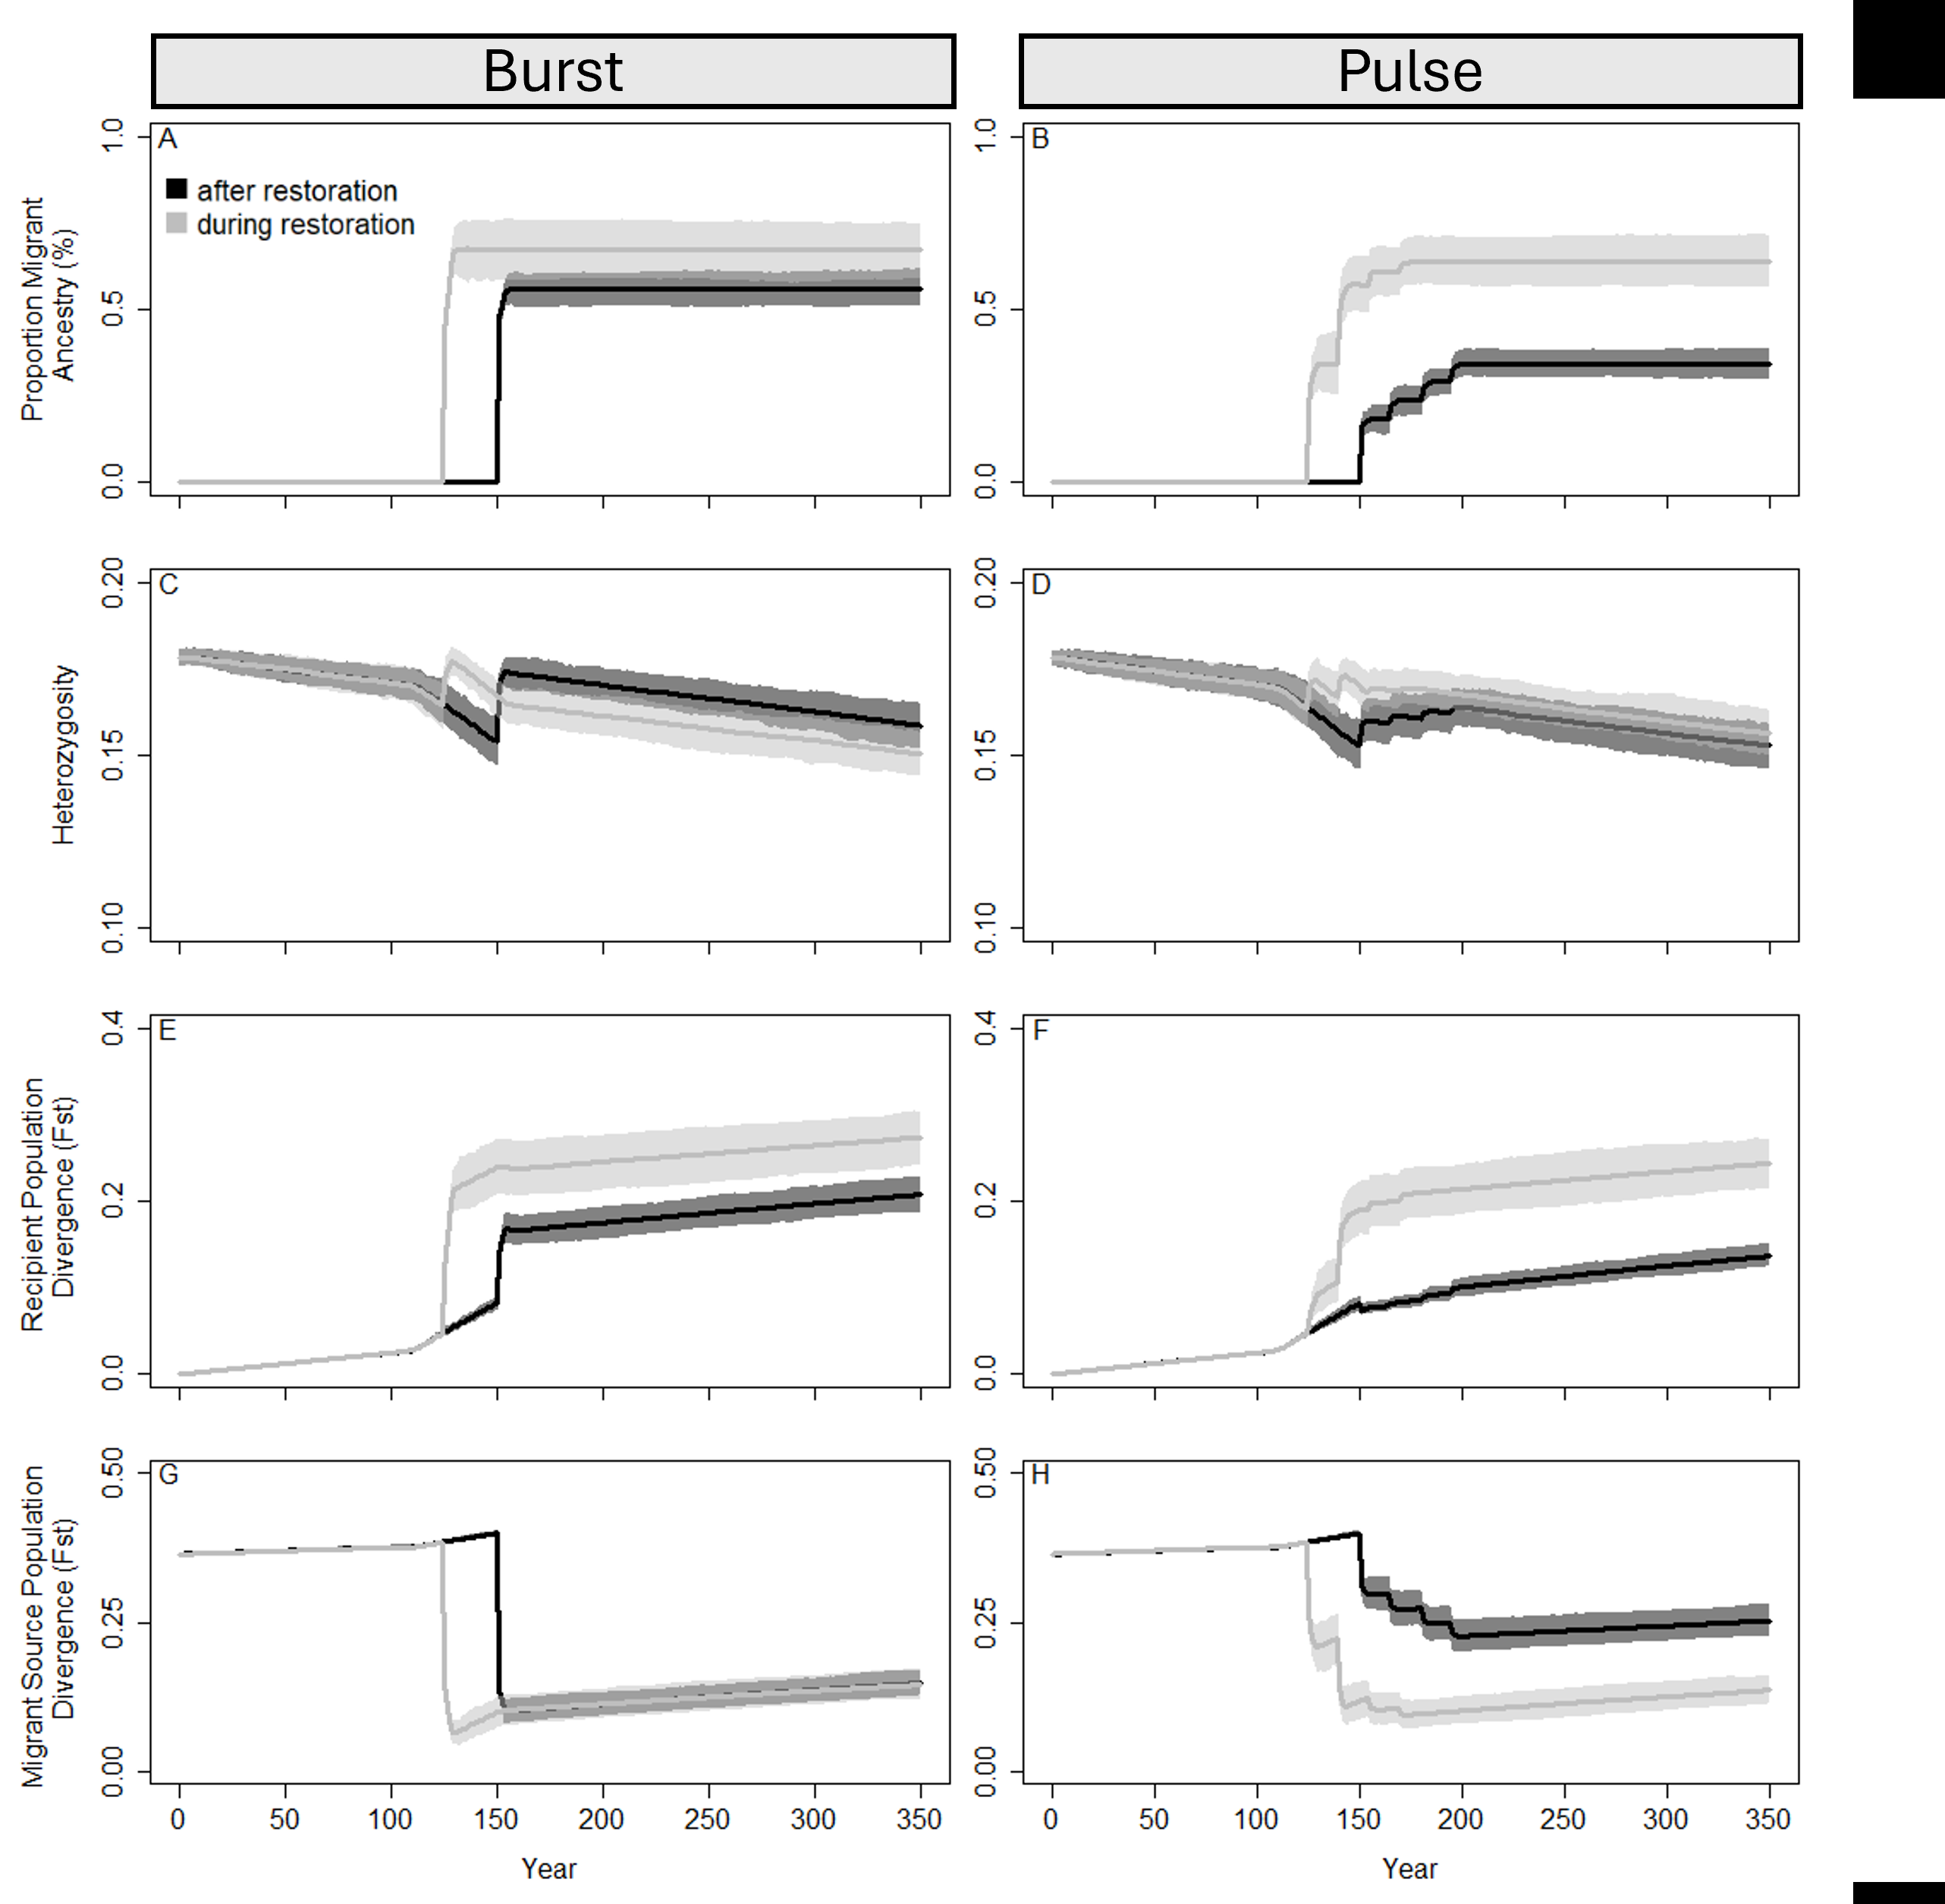 Burst
Pulse
Proportion Migrant
Ancestry (%)
1.0
0.5
0.0
A
after restoration
during restoration
1.0
0.5
0.0
B
Heterozygosity
0.20
0.15
0.10
C
0.20
0.15
0.10
D
Recipient Population
Divergence (Fst)
0.4
0.2
0.0
E
0.4
0.2
0.0
F
Migrant Source Population
Divergence (Fst)
0.50
0.25
0.00
G
0.50
0.25
0.00
H
0 50 100 150 200 250 300 350
0 50 100 150 200 250 300 350
Year
Year